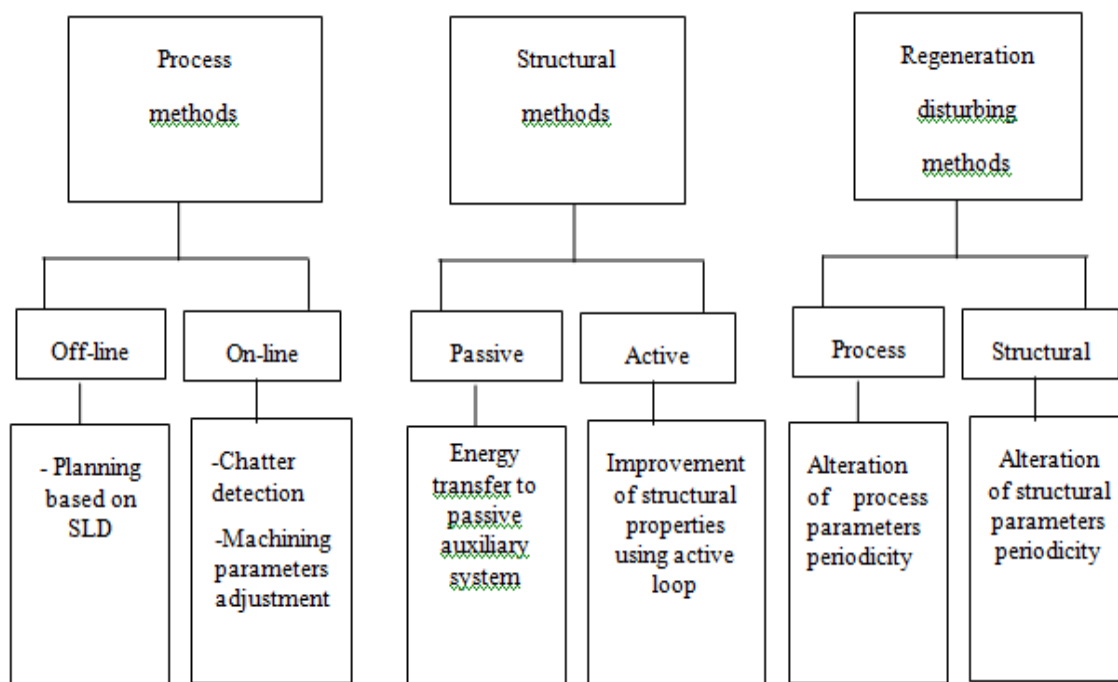 Process
methods
Structural
methods
Regeneration
disturbing
methods
Off-line
On-line
Passive
Active
Process
Structural
- Planning
based on
SLD
-Chatter
detection
-Machining
parameters
adjustment
Energy
transfer to
passive
auxiliary
system
Improvement
of structural
properties
using active
loop
Alteration
of process
parameters
periodicity
Alteration
of structural
parameters
periodicity